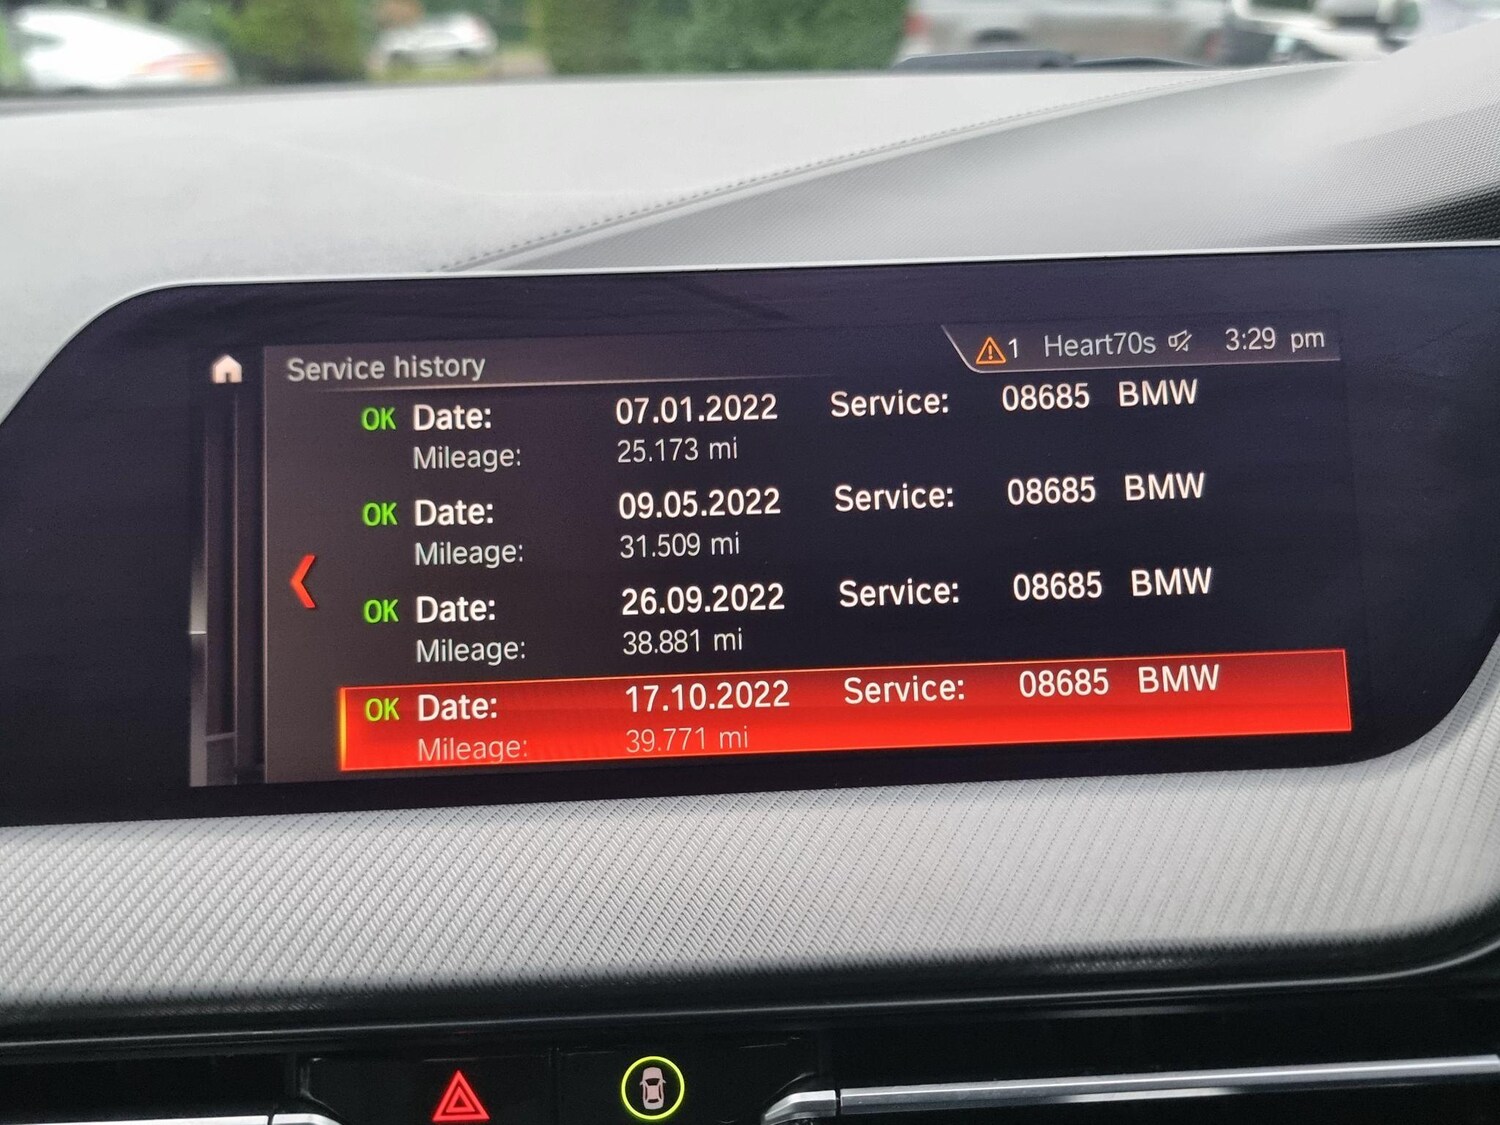 Service history
1 Heart70s 3:29 pm
OK Date: 07.01.2022 Service: 08685 BMW
Mileage: 25.173 mi
OK Date: 09.05.2022 Service: 08685 BMW
Mileage: 31.509 mi
OK Date: 26.09.2022 Service: 08685 BMW
Mileage: 38.881 mi
OK Date: 17.10.2022 Service: 08685 BMW
Mileage: 39.771 mi